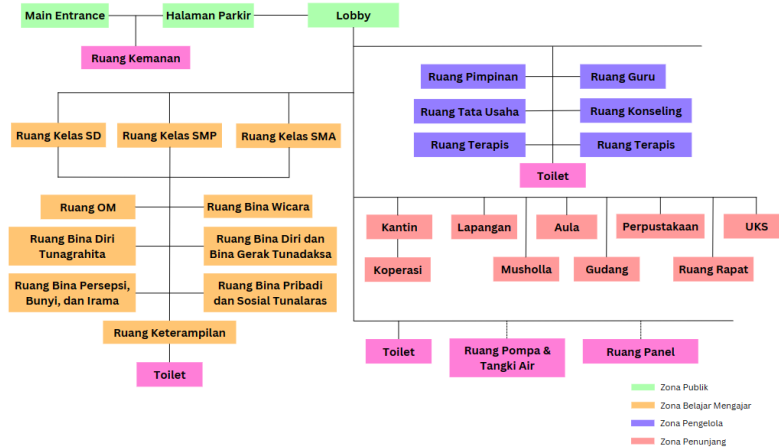 Main Entrance
Halaman Parkir
Lobby
Ruang Kemanan
Ruang Pimpinan
Ruang Guru
Ruang Tata Usaha
Ruang Konseling
Ruang Terapis
Ruang Terapis
Toilet
Ruang Kelas SD
Ruang Kelas SMP
Ruang Kelas SMA
Ruang OM
Ruang Bina Wicara
Ruang Bina Diri
Tunagrahita
Ruang Bina Diri dan
Bina Gerak Tunadaksa
Ruang Bina Persepsi,
Bunyi, dan Irama
Ruang Bina Pribadi
dan Sosial Tunalaras
Ruang Keterampilan
Toilet
Kantin
Lapangan
Aula
Perpustakaan
UKS
Koperasi
Musholla
Gudang
Ruang Rapat
Toilet
Ruang Pompa &
Tangki Air
Ruang Panel
Zona Publik
Zona Belajar Mengajar
Zona Pengelola
Zona Penunjang